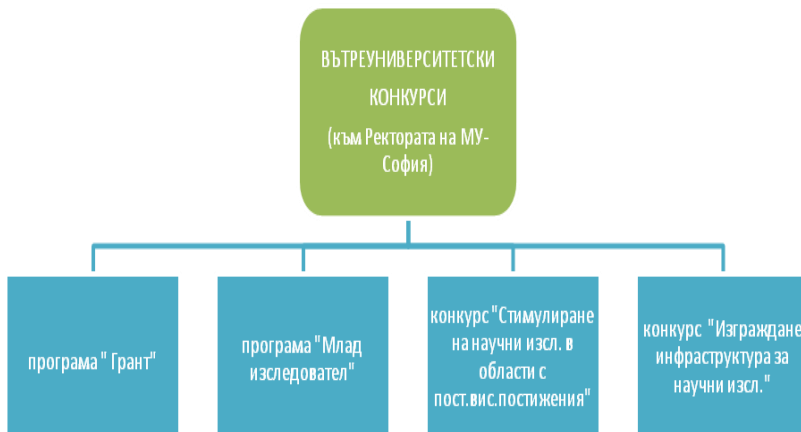 ВЪТРЕУНИВЕРСИТЕТСКИ
КОНКУРСИ
(към Ректората на МУ-
София)
програма " Грант"
програма "Млад
изследовател"
конкурс "Стимулиране
на научни изсл. в
области с
пост.вис.постижения"
конкурс "Изграждане
инфраструктура за
научни изсл."